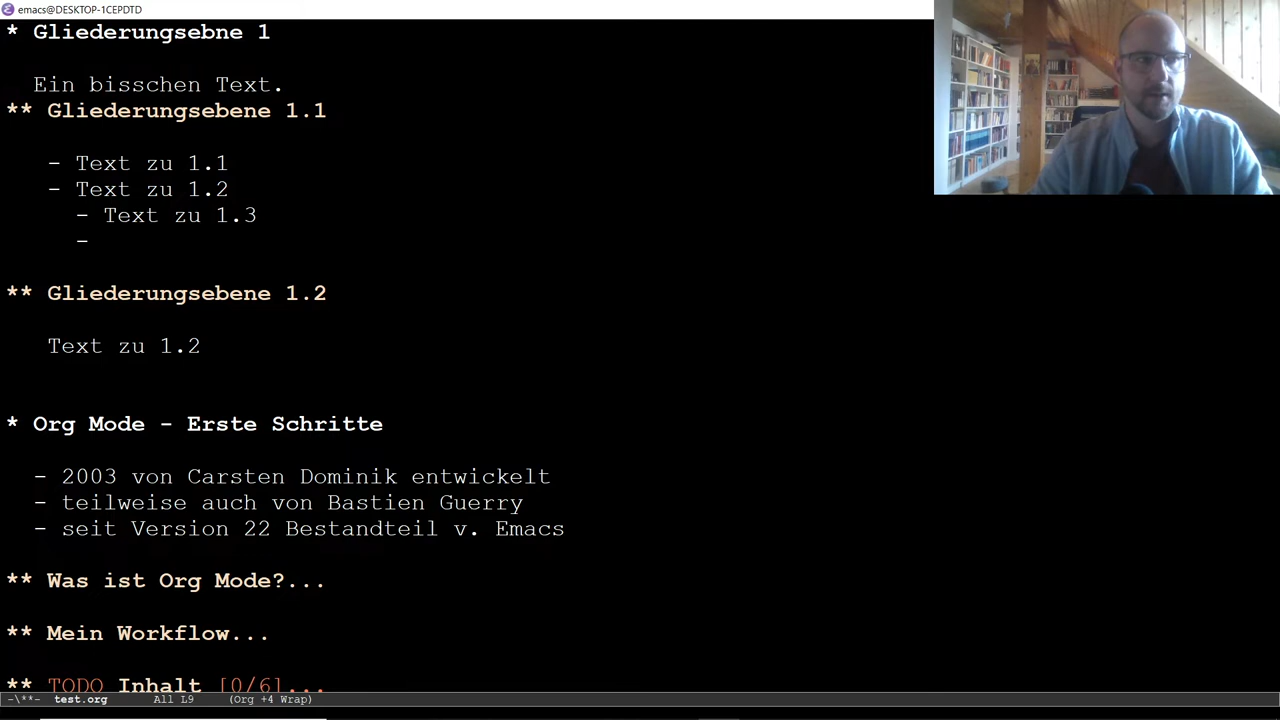 emacs@DESKTOP-1CEPDTD
* Gliederungsebne 1
Ein bisschen Text.
** Gliederungsebene 1.1
- Text zu 1.1
- Text zu 1.2
- Text zu 1.3
-
** Gliederungsebene 1.2
Text zu 1.2
* Org Mode - Erste Schritte
- 2003 von Carsten Dominik entwickelt
- teilweise auch von Bastien Guerry
- seit Version 22 Bestandteil v. Emacs
** Was ist Org Mode?...
** Mein Workflow...
** TODO Inhalt [0/6]...
-\**- test.org All L9 (Org +4 Wrap)